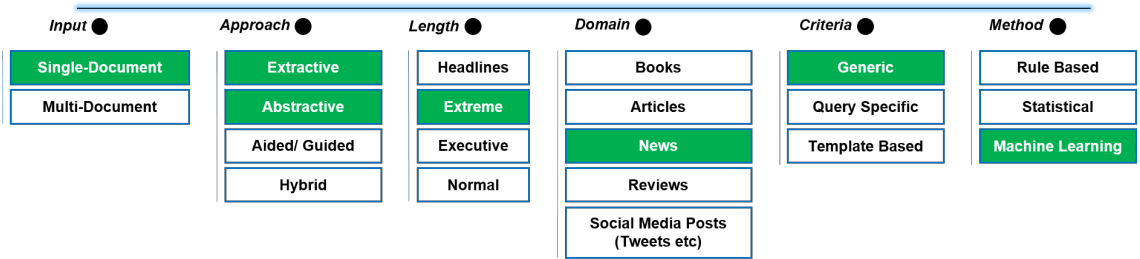 Input
Approach
Length
Domain
Criteria
Method
Single-Document
Multi-Document
Extractive
Abstractive
Aided/ Guided
Hybrid
Headlines
Extreme
Executive
Normal
Books
Articles
News
Reviews
Social Media Posts
(Tweets etc)
Generic
Query Specific
Template Based
Rule Based
Statistical
Machine Learning